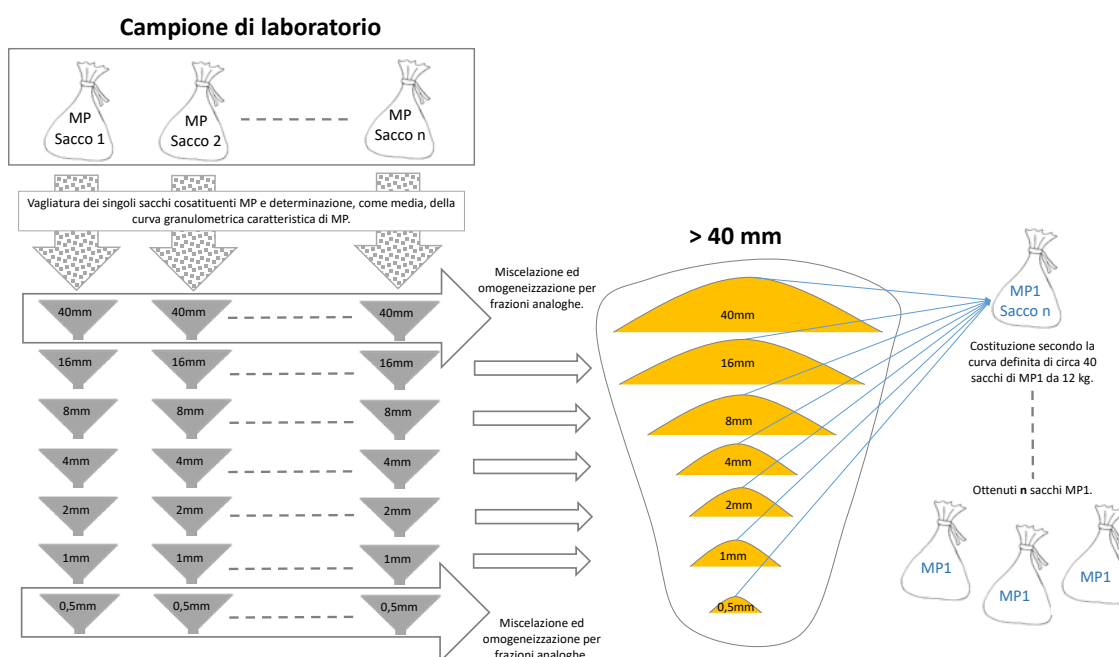 Campione di laboratorio
MP
Sacco 1
MP
Sacco 2
MP
Sacco n
Vagliatura dei singoli sacchi cosatituenti MP e determinazione, come media, della
curva granulometrica caratteristica di MP.
> 40 mm
Miscelazione ed
omogeneizzazione per
frazioni analoghe.
40mm
40mm
40mm
16mm
16mm
16mm
8mm
8mm
8mm
4mm
4mm
4mm
2mm
2mm
2mm
1mm
1mm
1mm
0,5mm
0,5mm
0,5mm
Miscelazione ed
omogeneizzazione per
frazioni analoghe.
40mm
16mm
8mm
4mm
2mm
1mm
0,5mm
MP1
Sacco n
Costituzione secondo la
curva definita di circa 40
sacchi di MP1 da 12 kg.
Ottenuti n sacchi MP1.
MP1
MP1
MP1